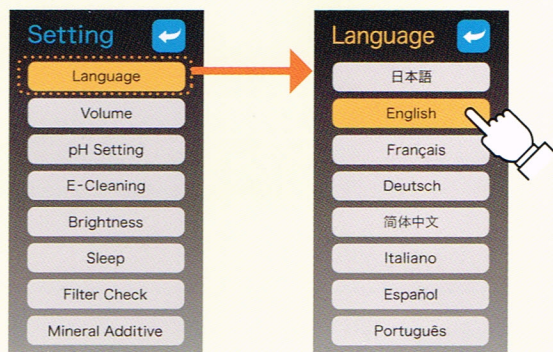 Setting
Language
Volume
pH Setting
E-Cleaning
Brightness
Sleep
Filter Check
Mineral Additive
Language
日本語
English
Français
Deutsch
简体中文
Italiano
Español
Português